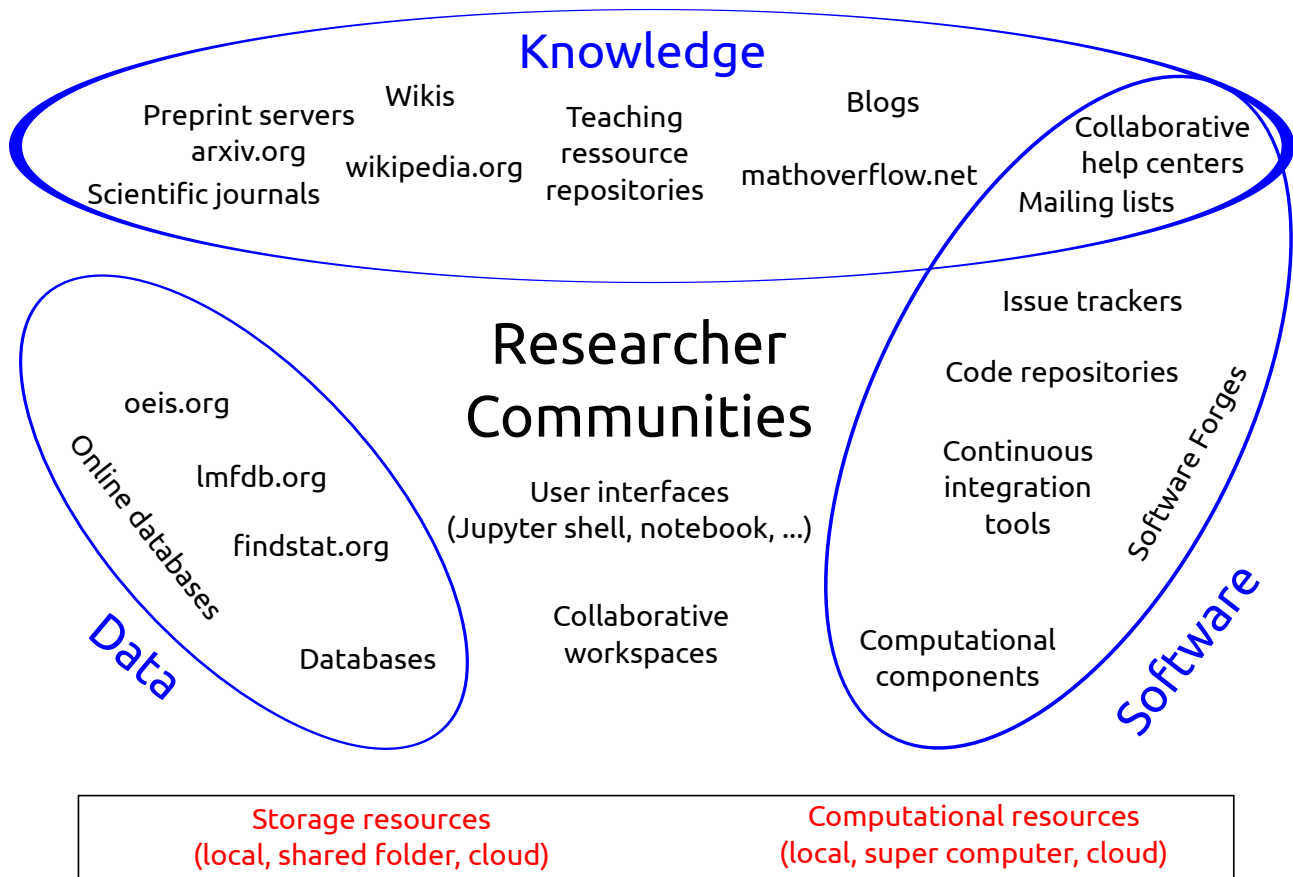 Knowledge
Wikis
Blogs
Preprint servers
arxiv.org
Scientific journals
wikipedia.org
Teaching
ressource
repositories
mathoverflow.net
Collaborative
help centers
Mailing lists
Researcher
Communities
User interfaces
(Jupyter shell, notebook, ...)
Collaborative
workspaces
oeis.org
lmfdb.org
findstat.org
Online databases
Databases
Data
Issue trackers
Code repositories
Continuous
integration
tools
Software Forges
Computational
components
Software
Storage resources
(local, shared folder, cloud)
Computational resources
(local, super computer, cloud)